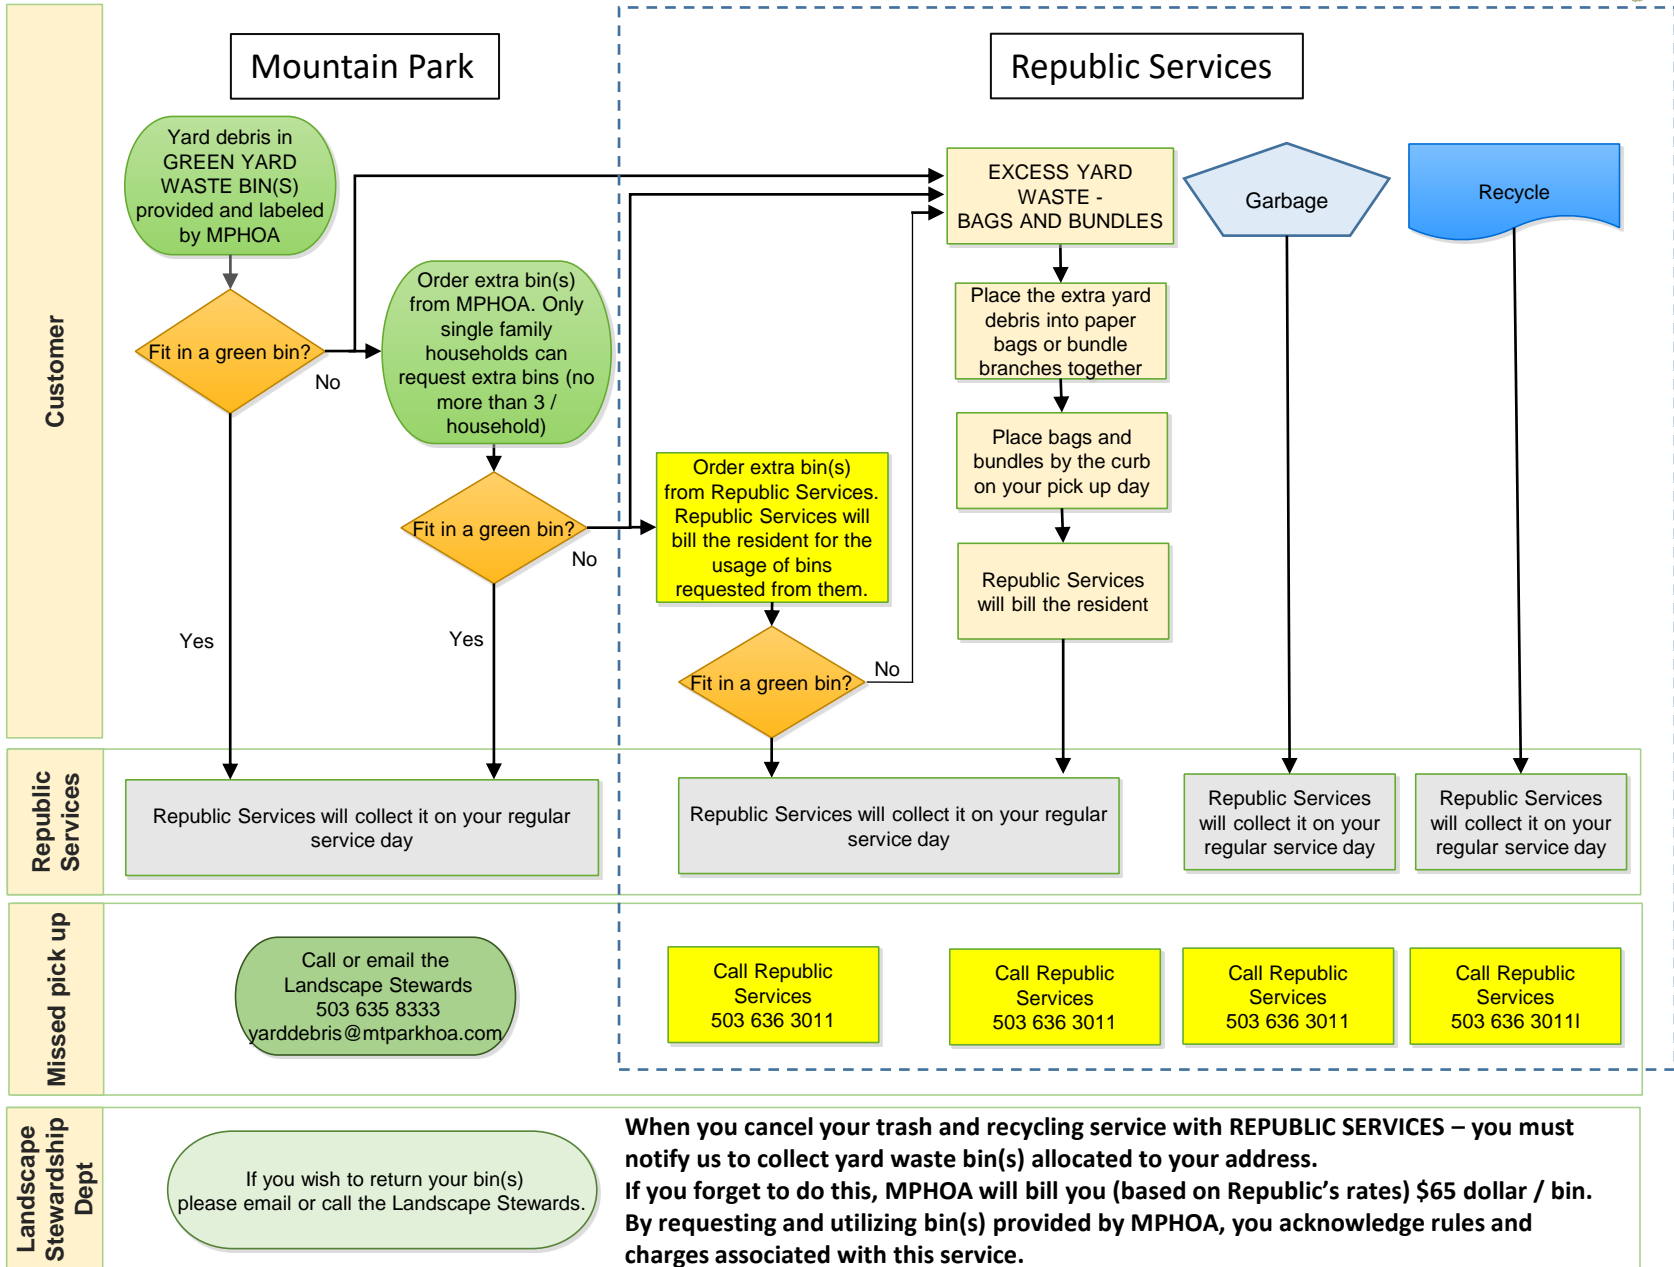 Mountain Park
Republic Services
Customer
Yard debris in
GREEN YARD
WASTE BIN(S)
provided and labeled
by MPHOA
Fit in a green bin?
No
Yes
Order extra bin(s)
from MPHOA. Only
single family
households can
request extra bins (no
more than 3 /
household)
Fit in a green bin?
No
Yes
Order extra bin(s)
from Republic Services.
Republic Services will
bill the resident for the
usage of bins
requested from them.
Fit in a green bin?
No
EXCESS YARD
WASTE -
BAGS AND BUNDLES
Place the extra yard
debris into paper
bags or bundle
branches together
Place bags and
bundles by the curb
on your pick up day
Republic Services
will bill the resident
Garbage
Recycle
Republic
Services
Republic Services will collect it on your regular
service day
Republic Services will collect it on your regular
service day
Republic Services
will collect it on your
regular service day
Republic Services
will collect it on your
regular service day
Missed pick up
Call or email the
Landscape Stewards
503 635 8333
yarddebris@mtparkhoa.com
Call Republic
Services
503 636 3011
Call Republic
Services
503 636 3011
Call Republic
Services
503 636 3011
Call Republic
Services
503 636 3011l
Landscape
Stewardship
Dept
If you wish to return your bin(s)
please email or call the Landscape Stewards.
When you cancel your trash and recycling service with REPUBLIC SERVICES – you must
notify us to collect yard waste bin(s) allocated to your address.
If you forget to do this, MPHOA will bill you (based on Republic's rates) $65 dollar / bin.
By requesting and utilizing bin(s) provided by MPHOA, you acknowledge rules and
charges associated with this service.